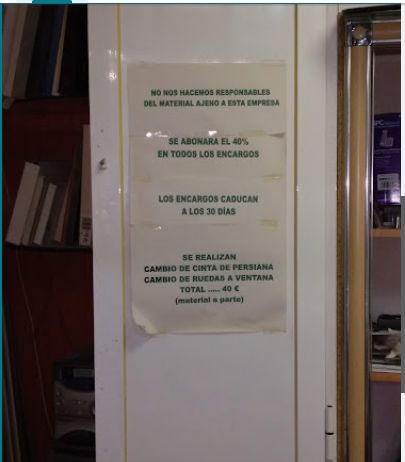 NO NOS HACEMOS RESPONSABLES
DEL MATERIAL AJENO A ESTA EMPRESA
SE ABONARA EL 40%
EN TODOS LOS ENCARGOS
LOS ENCARGOS CADUCAN
A LOS 30 DÍAS
SE REALIZAN
CAMBIO DE CINTA DE PERSIANA
CAMBIO DE RUEDAS A VENTANA
TOTAL ..... 40 €
(material a parte)